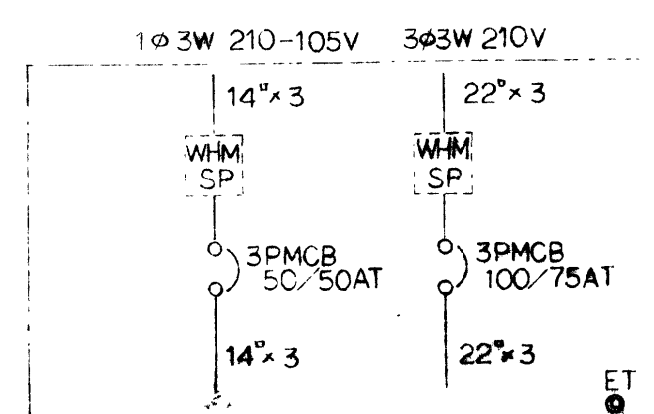 1φ3W 210-105V 3φ3W 210V
14□×3 22□×3
WHM WHM
SP SP
3PMCB 3PMCB
50/50AT 100/75AT
14□×3 22□×3
ET